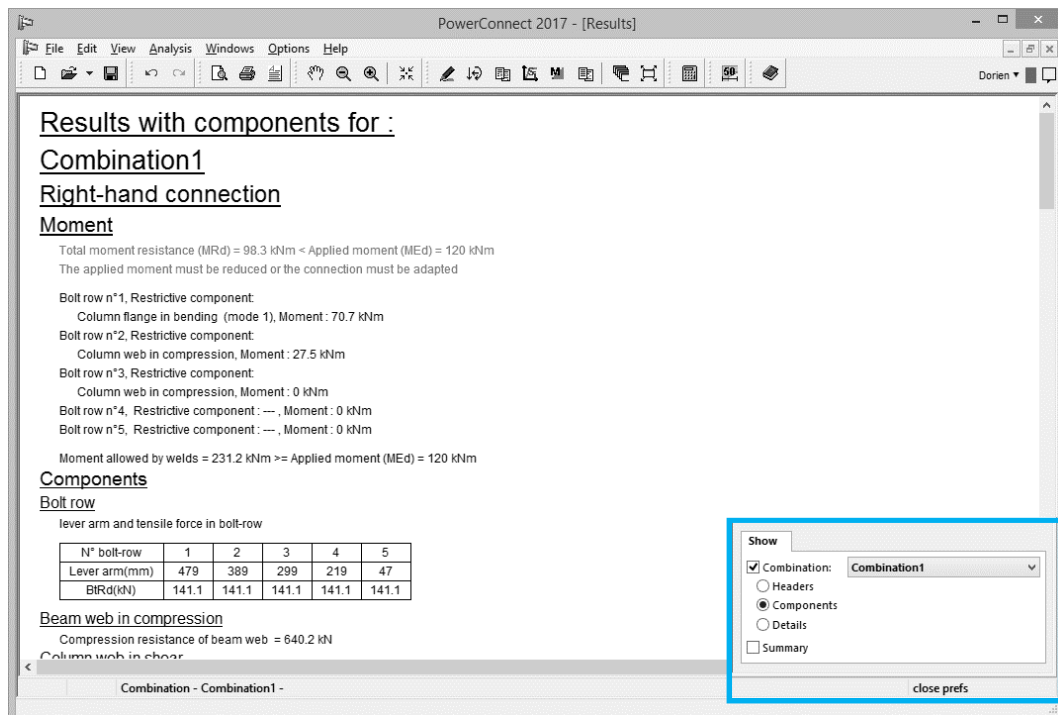 PowerConnect 2017 - [Results]
File Edit View Analysis Windows Options Help
Dorien
Results with components for :
Combination1
Right-hand connection
Moment
Total moment resistance (MRd) = 98.3 kNm < Applied moment (MEd) = 120 kNm
The applied moment must be reduced or the connection must be adapted
Bolt row n°1, Restrictive component:
Column flange in bending (mode 1), Moment : 70.7 kNm
Bolt row n°2, Restrictive component:
Column web in compression, Moment : 27.5 kNm
Bolt row n°3, Restrictive component:
Column web in compression, Moment : 0 kNm
Bolt row n°4, Restrictive component : --- , Moment : 0 kNm
Bolt row n°5, Restrictive component : --- , Moment : 0 kNm
Moment allowed by welds = 231.2 kNm >= Applied moment (MEd) = 120 kNm
Components
Bolt row
lever arm and tensile force in bolt-row
N° bolt-row 1 2 3 4 5
Lever arm(mm) 479 389 299 219 47
BtRd(kN) 141.1 141.1 141.1 141.1 141.1
Beam web in compression
Compression resistance of beam web = 640.2 kN
Column web in shear
Show
Combination: Combination1
Headers
Components
Details
Summary
Combination - Combination1 -
close prefs